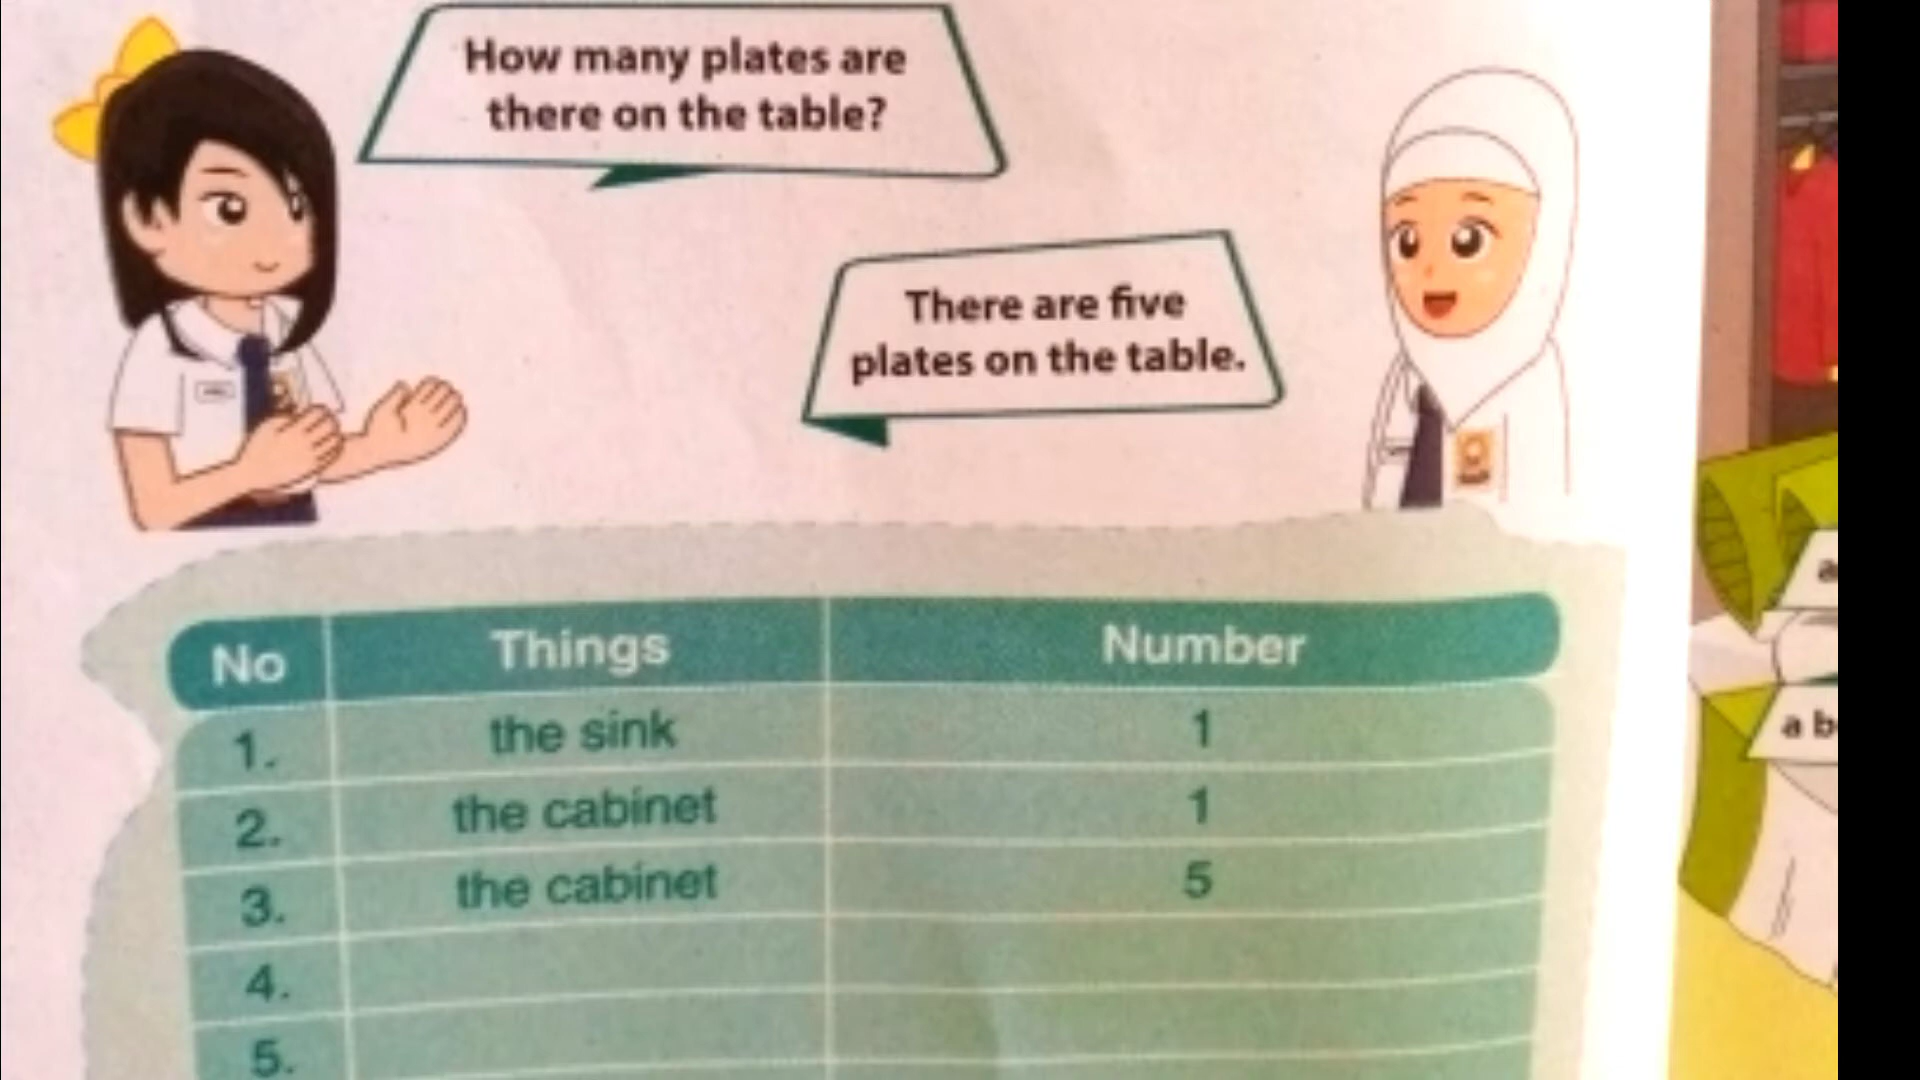 How many plates are
there on the table?
There are five
plates on the table.
No Things Number
1. the sink 1
2. the cabinet 1
3. the cabinet 5
4.
5.
a b